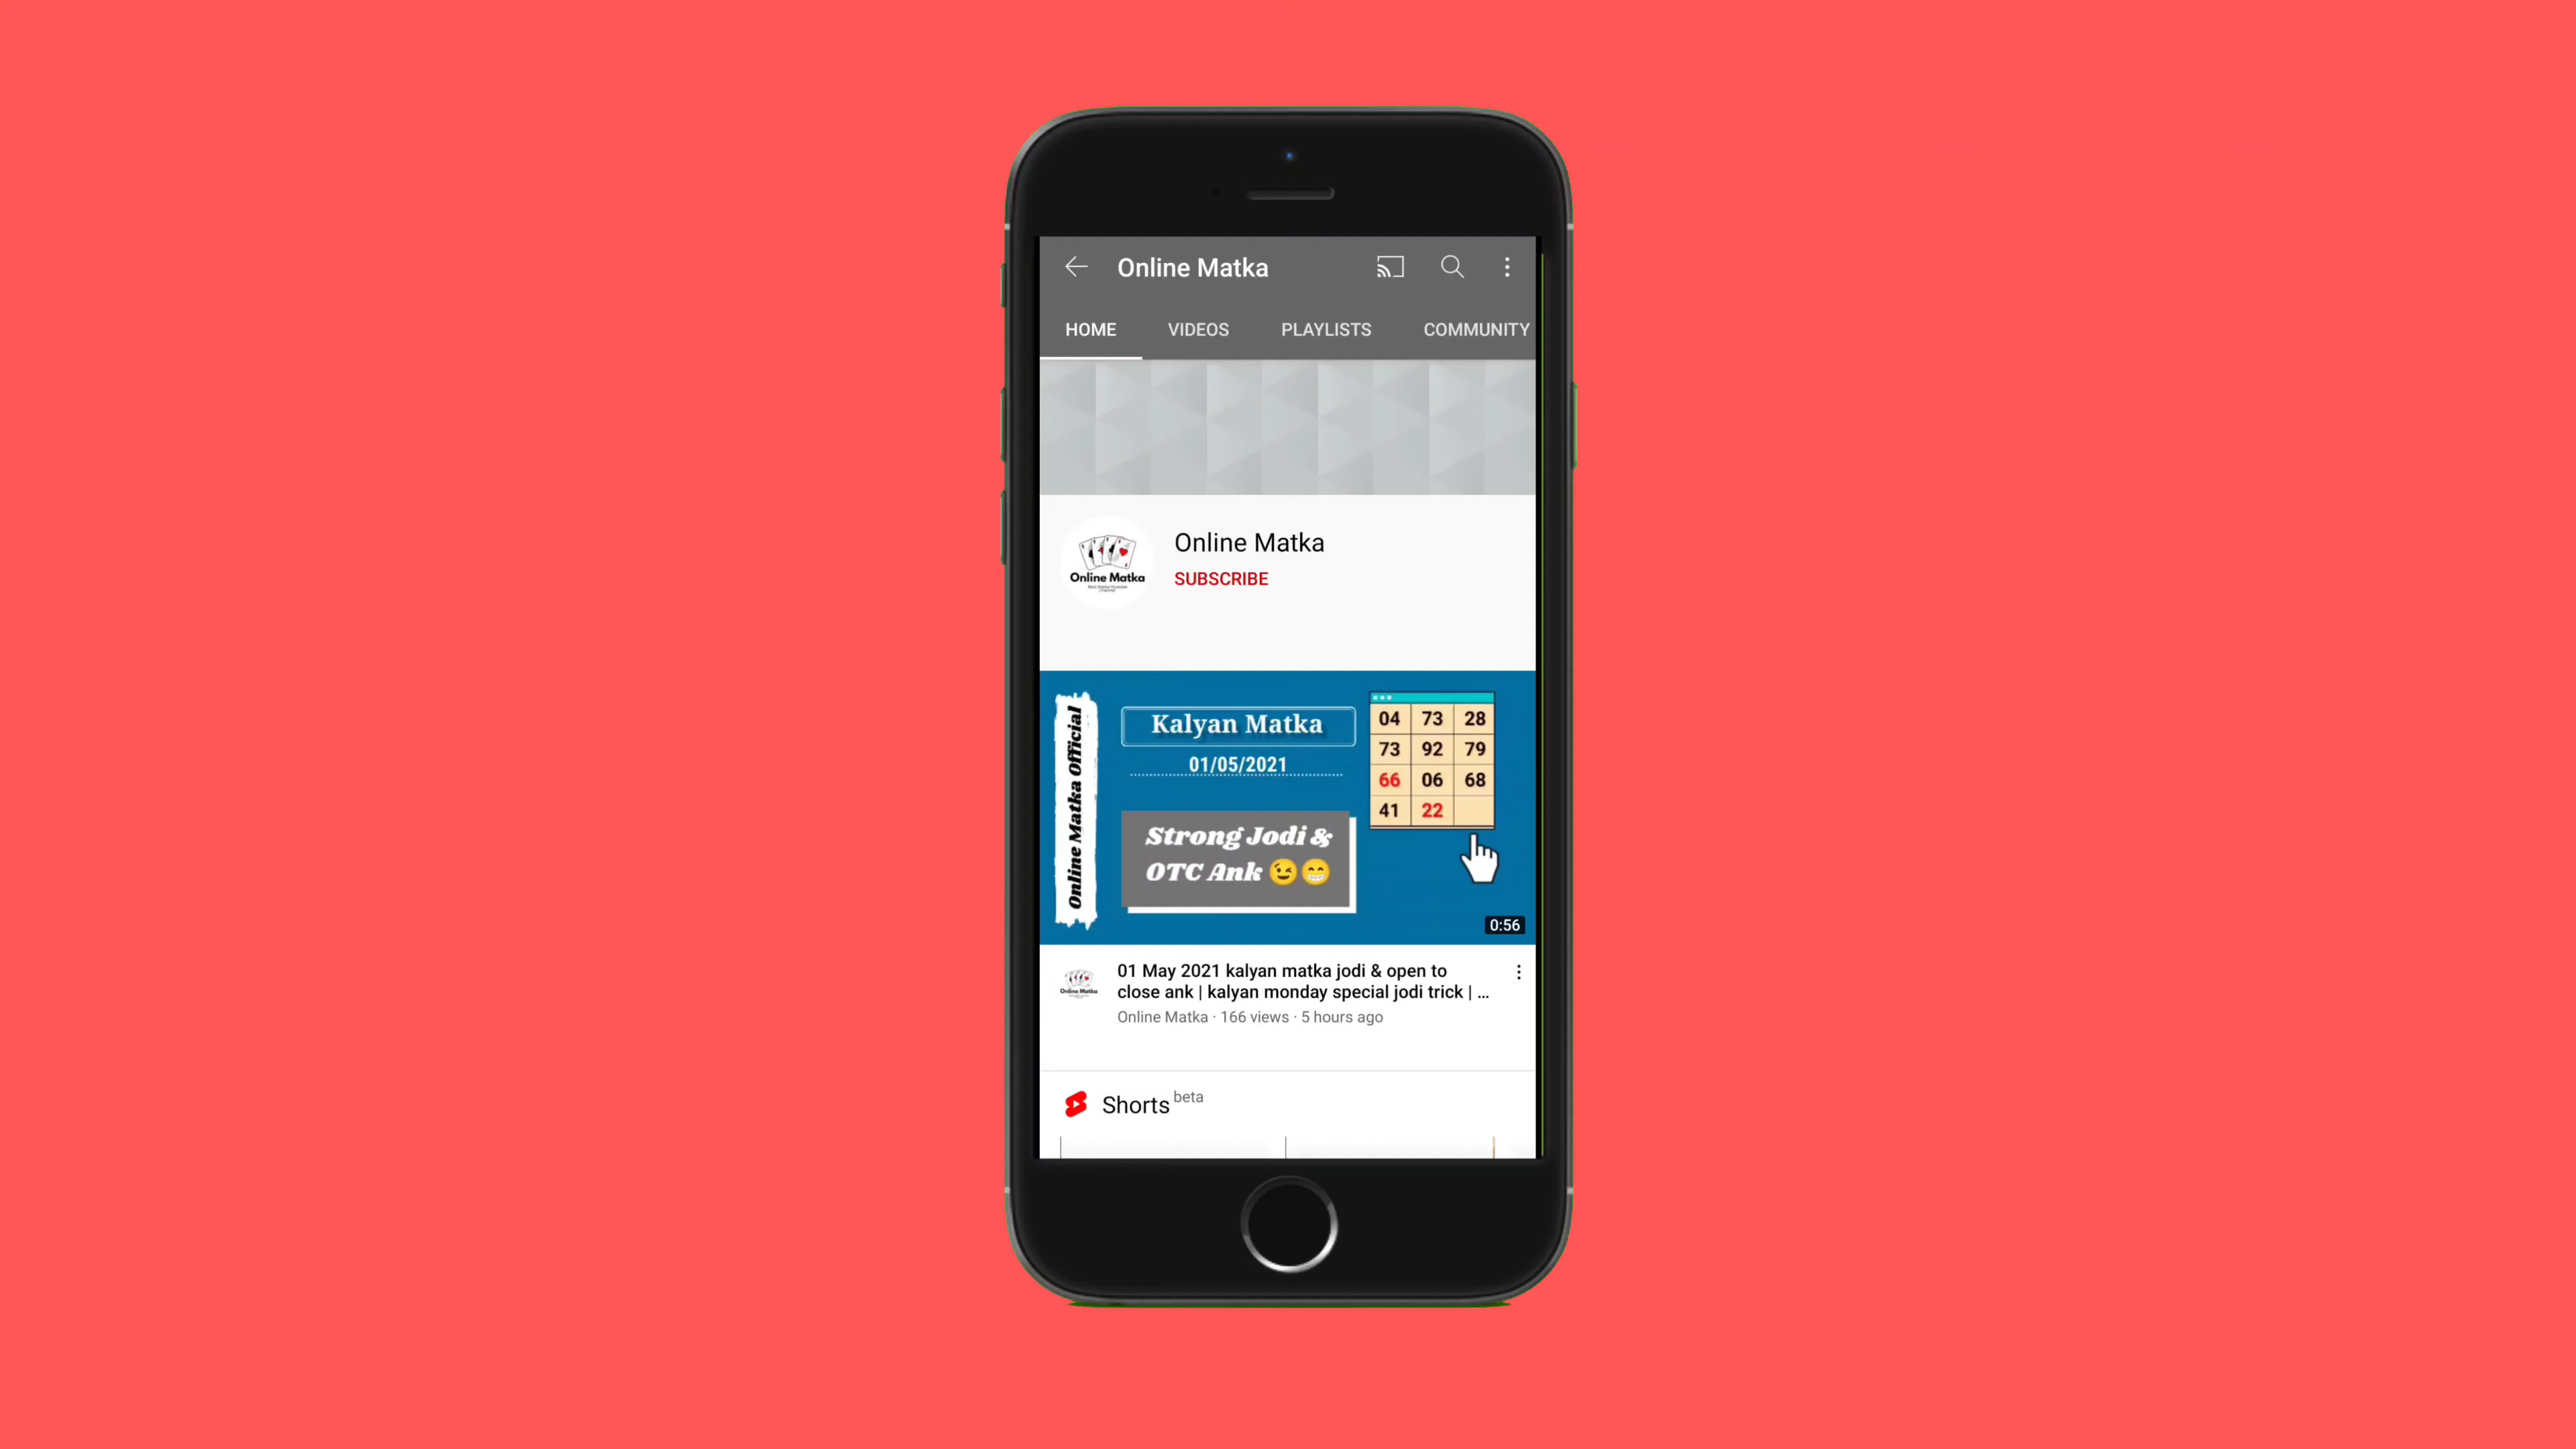 Online Matka
HOME VIDEOS PLAYLISTS COMMUNITY
Online Matka
Online Matka
SUBSCRIBE
Online Matka Official
Kalyan Matka
01/05/2021
Strong Jodi &
OTC Ank 😉😁
04 73 28
73 92 79
66 06 68
41 22
0:56
01 May 2021 kalyan matka jodi & open to
close ank | kalyan monday special jodi trick | ...
Online Matka · 166 views · 5 hours ago
Online Matka
Shorts beta